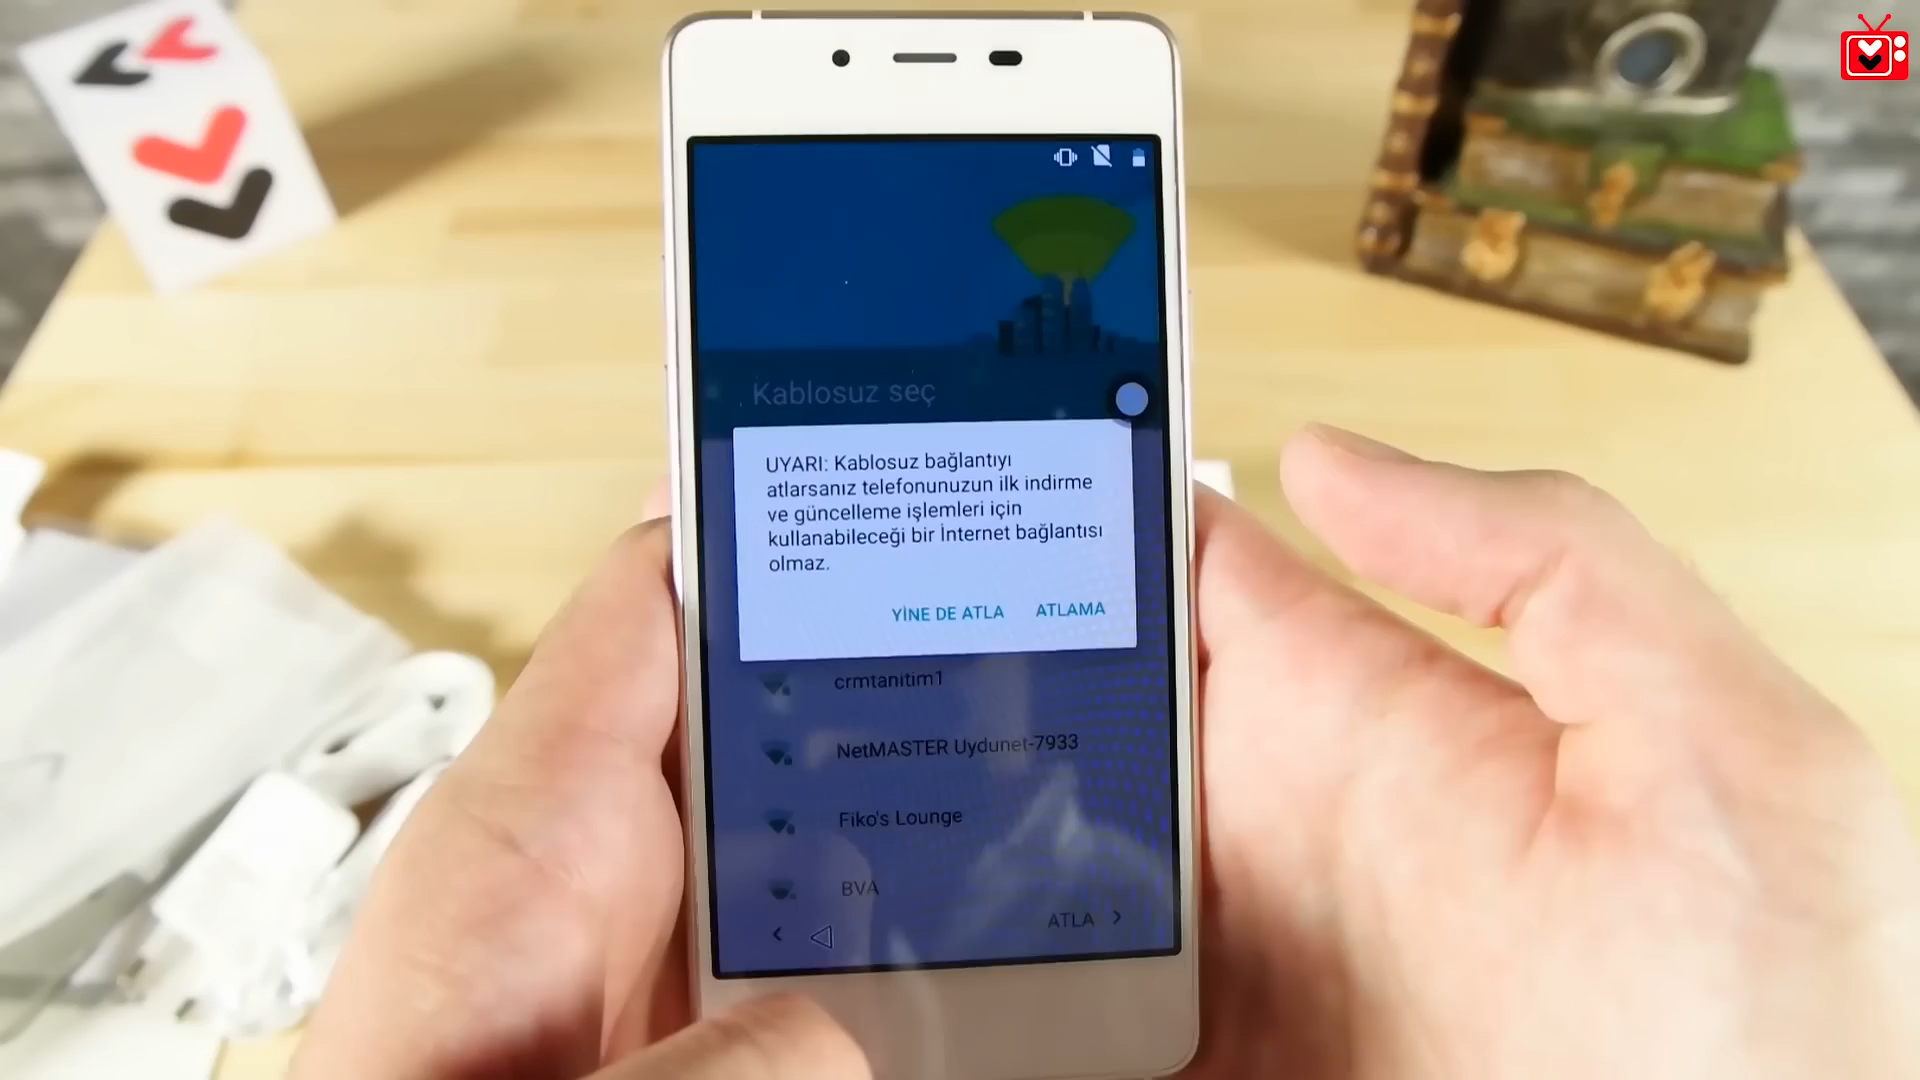 Kablosuz seç
UYARI: Kablosuz bağlantıyı
atlarsanız telefonunuzun ilk indirme
ve güncelleme işlemleri için
kullanabileceği bir İnternet bağlantısı
olmaz.
YİNE DE ATLA ATLAMA
crmtanitim1
NetMASTER Uydunet-7933
Fiko's Lounge
BVA
ATLA